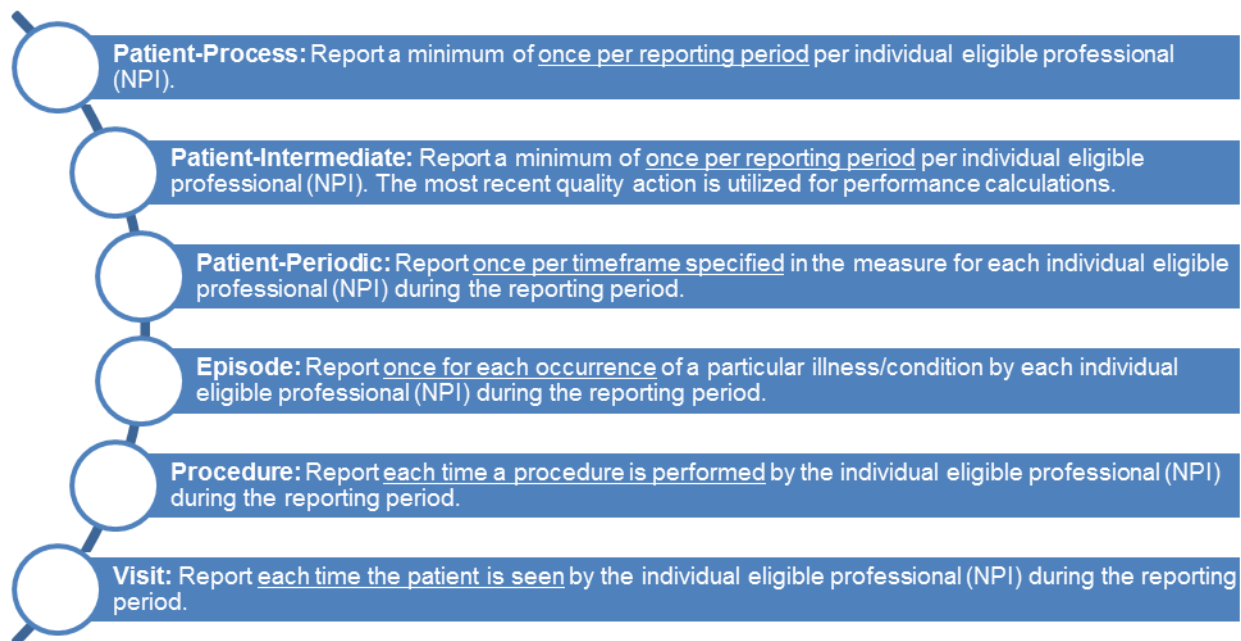 Patient-Process: Report a minimum of once per reporting period per individual eligible professional
(NPI).
Patient-Intermediate: Report a minimum of once per reporting period per individual eligible
professional (NPI). The most recent quality action is utilized for performance calculations.
Patient-Periodic: Report once per timeframe specified in the measure for each individual eligible
professional (NPI) during the reporting period.
Episode: Report once for each occurrence of a particular illness/condition by each individual
eligible professional (NPI) during the reporting period.
Procedure: Report each time a procedure is performed by the individual eligible professional (NPI)
during the reporting period.
Visit: Report each time the patient is seen by the individual eligible professional (NPI) during the reporting
period.